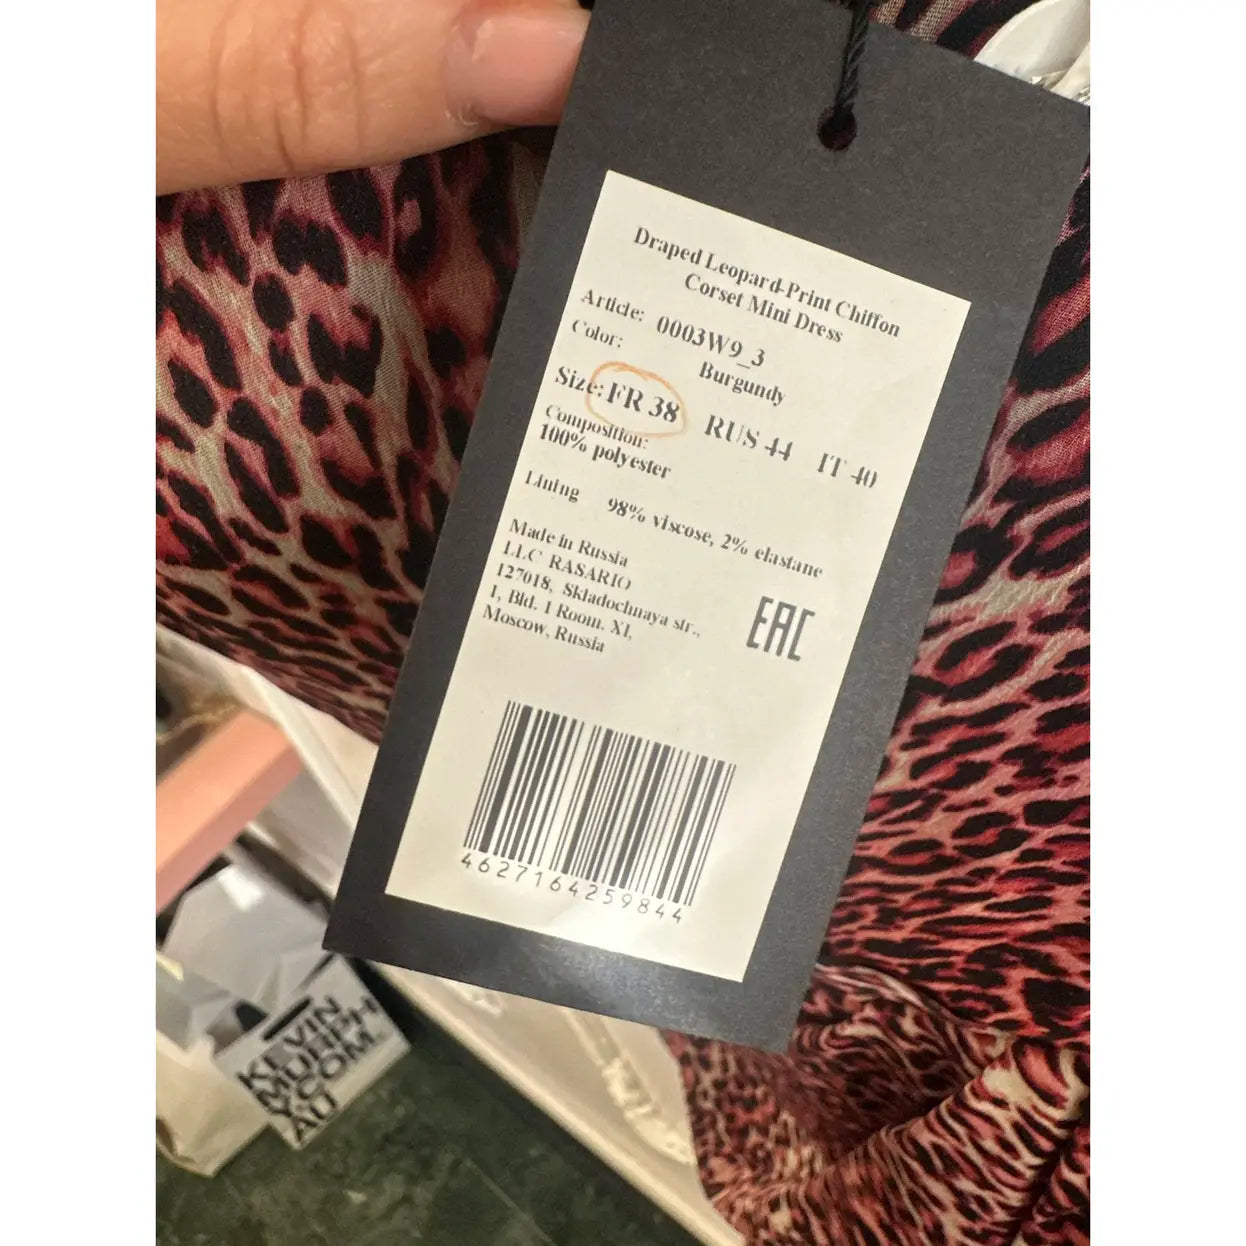 Draped Leopard-Print Chiffon
Corset Mini Dress
Article: 0003W9_3
Color: Burgundy
Size: FR 38 RUS 44 IT 40
Composition:
100% polyester
Lining 98% viscose, 2% elastane
Made in Russia
LLC RASARIO
127018, Skladochnaya str.,
1, Bld. 1 Room. XI,
Moscow, Russia
EAC
4627164259844
KEVIN
MURPH
Y.COM.
AU